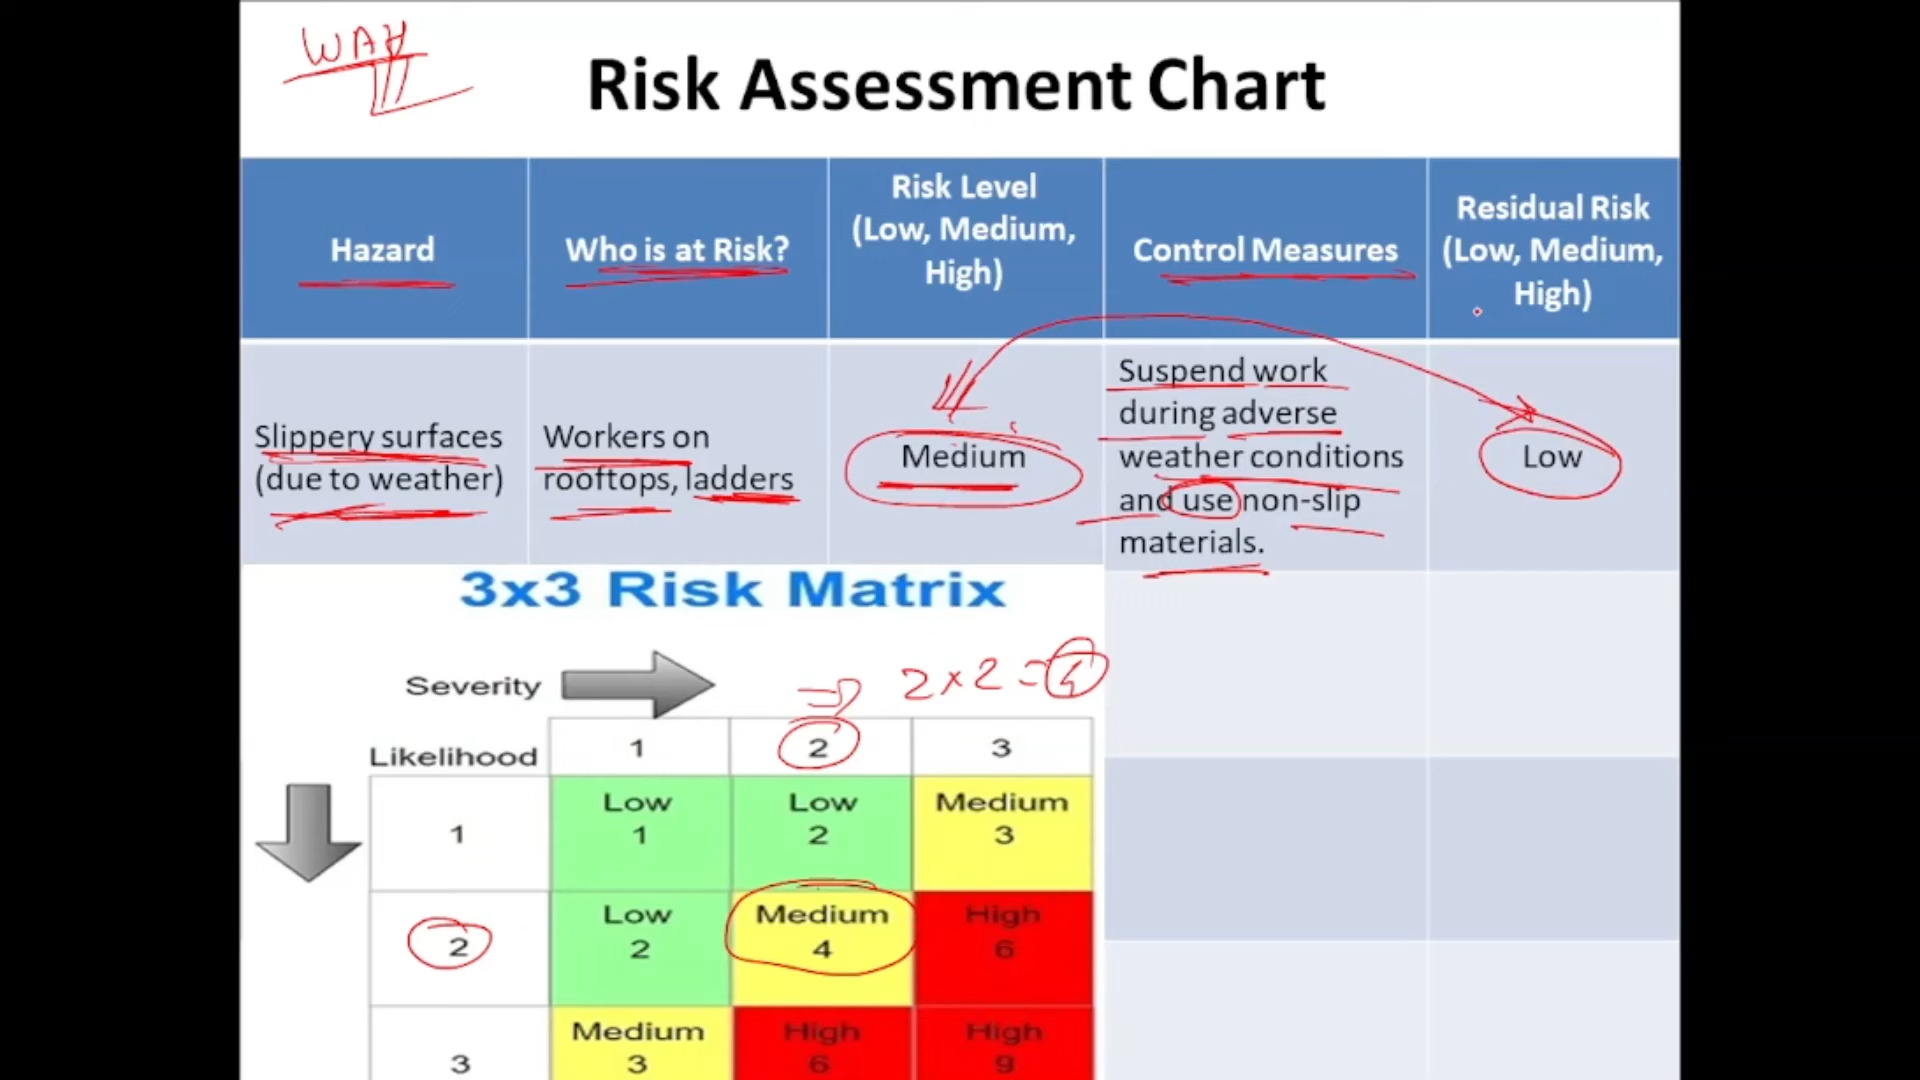 WAH
Risk Assessment Chart
Hazard
Who is at Risk?
Risk Level
(Low, Medium,
High)
Control Measures
Residual Risk
(Low, Medium,
High)
Slippery surfaces
(due to weather)
Workers on
rooftops, ladders
Medium
Suspend work
during adverse
weather conditions
and use non-slip
materials.
Low
3x3 Risk Matrix
Severity
2 x 2 = 4
Likelihood
1
2
3
1
Low
1
Low
2
Medium
3
2
Low
2
Medium
4
High
6
3
Medium
3
High
6
High
9